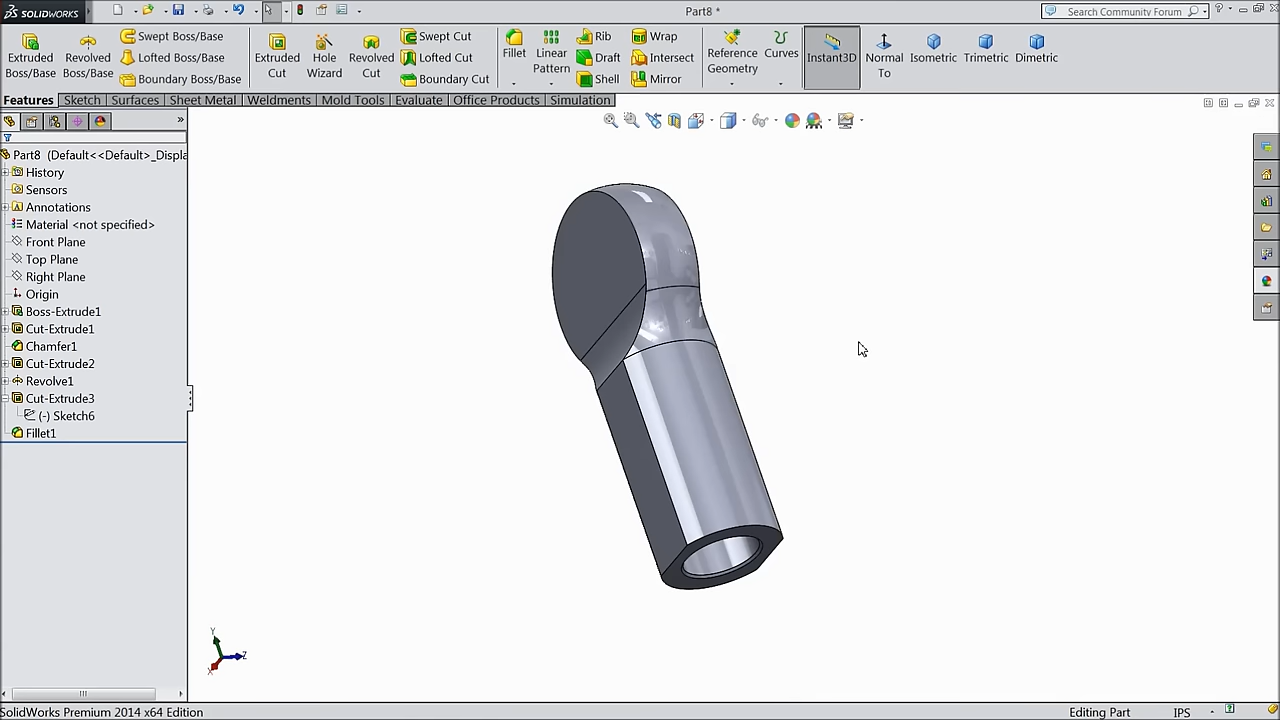 SOLIDWORKS
Part8 *
Search Community Forum
?
Extruded Boss/Base
Revolved Boss/Base
Swept Boss/Base
Lofted Boss/Base
Boundary Boss/Base
Extruded Cut
Hole Wizard
Revolved Cut
Swept Cut
Lofted Cut
Boundary Cut
Fillet
Linear Pattern
Rib
Draft
Shell
Wrap
Intersect
Mirror
Reference Geometry
Curves
Instant3D
Normal To
Isometric
Trimetric
Dimetric
Features
Sketch
Surfaces
Sheet Metal
Weldments
Mold Tools
Evaluate
Office Products
Simulation
»
Part8 (Default<<Default>_Displa
History
Sensors
Annotations
Material <not specified>
Front Plane
Top Plane
Right Plane
Origin
Boss-Extrude1
Cut-Extrude1
Chamfer1
Cut-Extrude2
Revolve1
Cut-Extrude3
(-) Sketch6
Fillet1
Y
Z
X
SolidWorks Premium 2014 x64 Edition
Editing Part
IPS
?